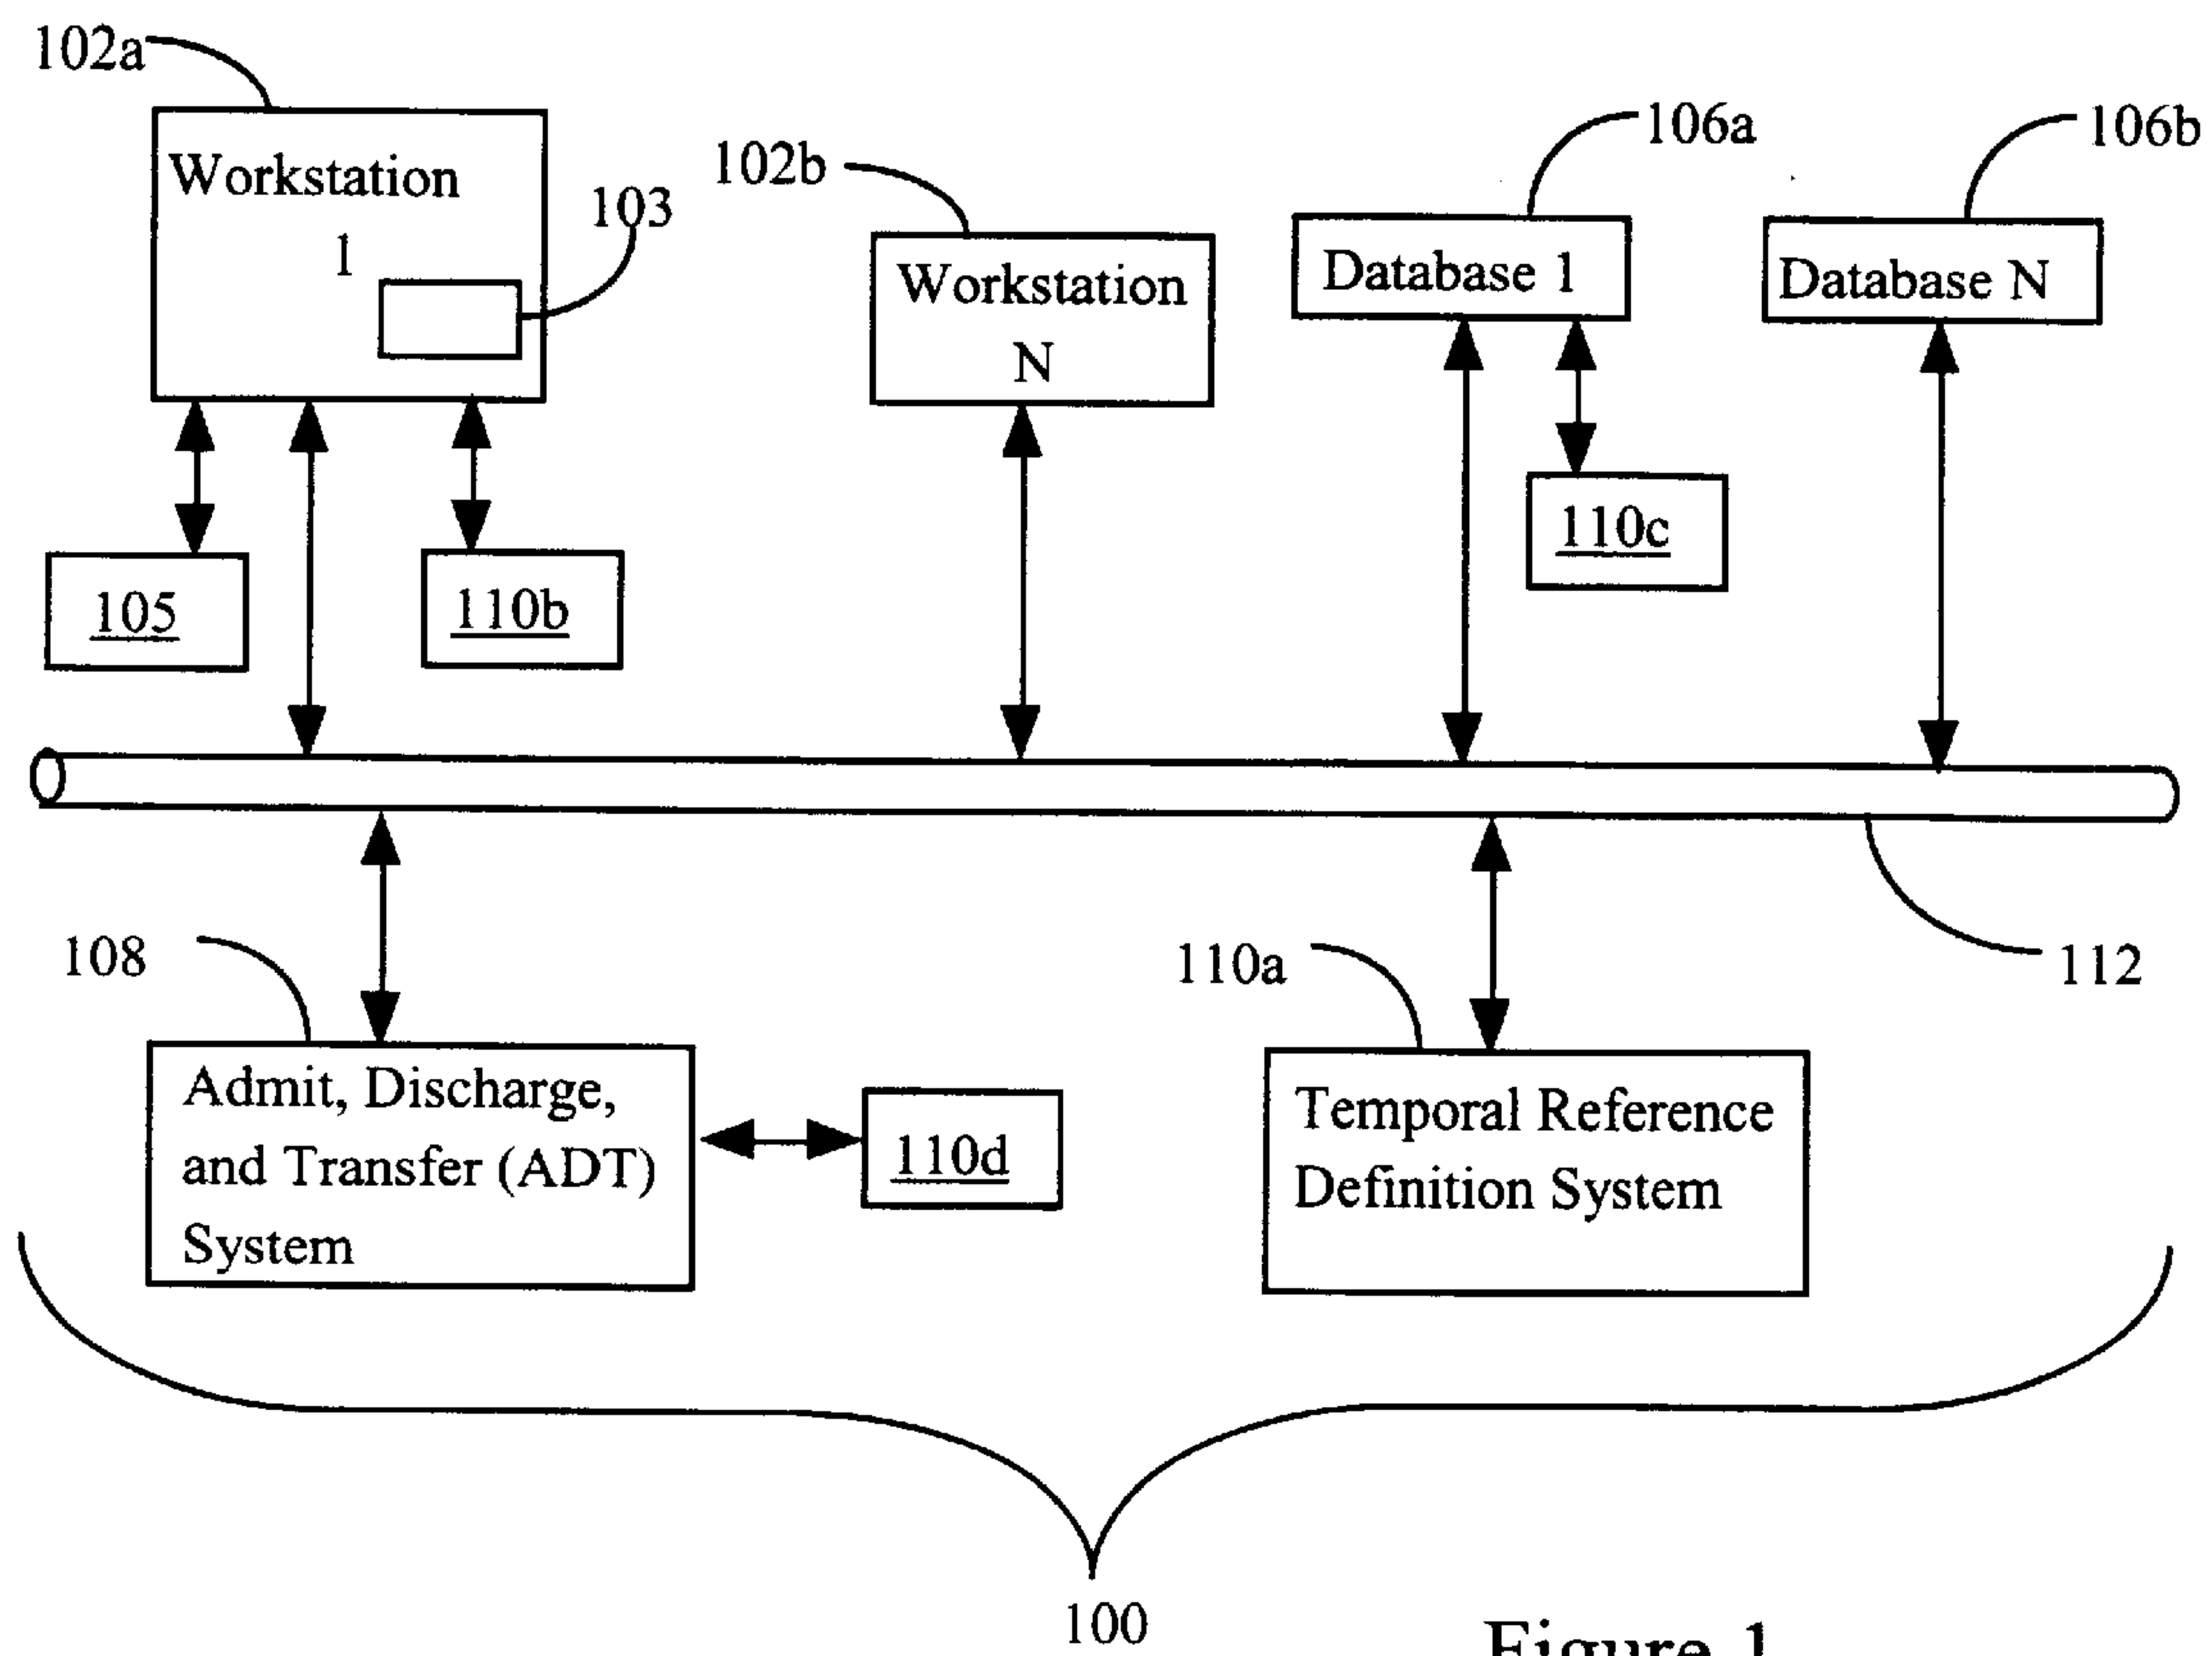 102a
Workstation
1
103
102b
Workstation
N
106a
Database 1
106b
Database N
105
110b
110c
112
108
Admit, Discharge,
and Transfer (ADT)
System
110d
110a
Temporal Reference
Definition System
100
Figure 1